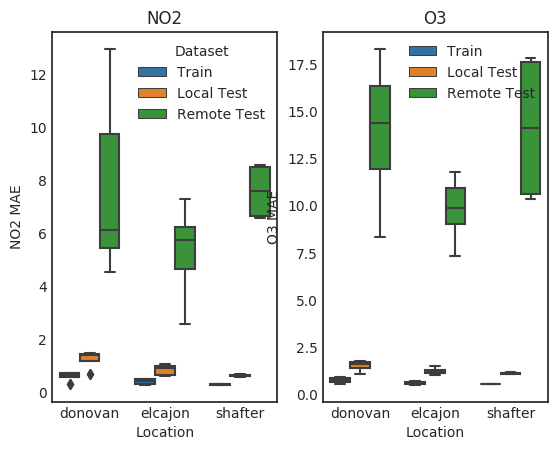 NO2
Dataset
Train
Local Test
Remote Test
12
10
8
6
4
2
0
NO2 MAE
donovan
elcajon
shafter
Location
O3
Train
Local Test
Remote Test
17.5
15.0
12.5
10.0
7.5
5.0
2.5
0.0
O3 MAE
donovan
elcajon
shafter
Location